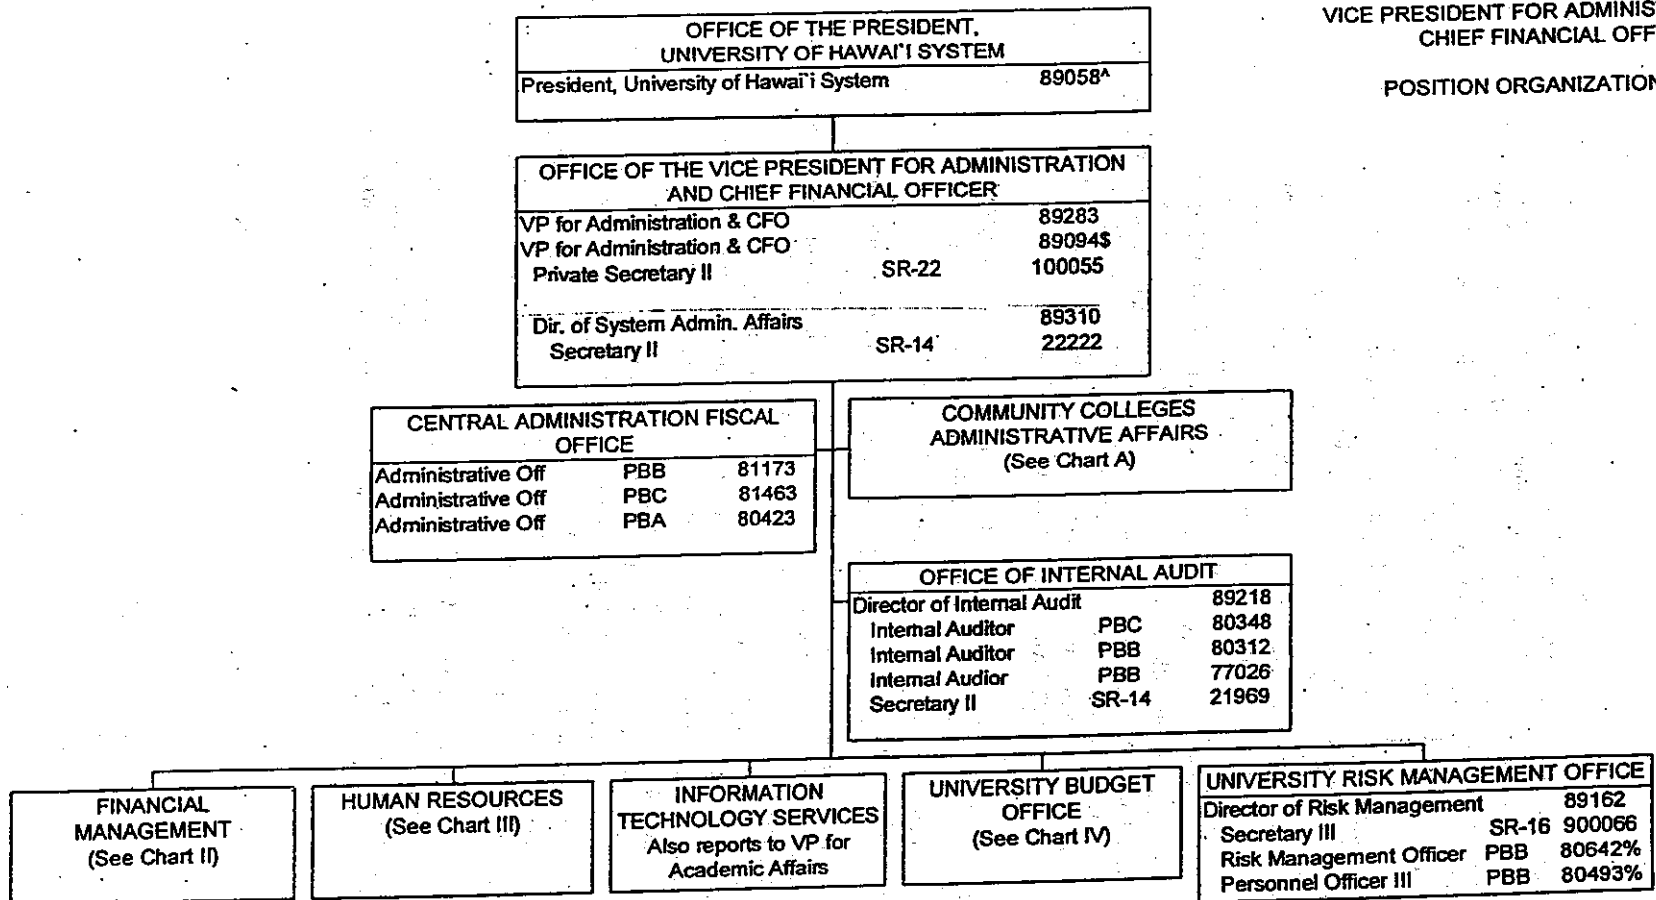 VICE PRESIDENT FOR ADMINIS
CHIEF FINANCIAL OFF
POSITION ORGANIZATION
OFFICE OF THE PRESIDENT,
UNIVERSITY OF HAWAI`I SYSTEM
President, University of Hawai`i System 89058^
OFFICE OF THE VICE PRESIDENT FOR ADMINISTRATION
AND CHIEF FINANCIAL OFFICER
VP for Administration & CFO 89283
VP for Administration & CFO 89094$
Private Secretary II SR-22 100055
Dir. of System Admin. Affairs 89310
Secretary II SR-14 22222
CENTRAL ADMINISTRATION FISCAL
OFFICE
Administrative Off PBB 81173
Administrative Off PBC 81463
Administrative Off PBA 80423
COMMUNITY COLLEGES
ADMINISTRATIVE AFFAIRS
(See Chart A)
OFFICE OF INTERNAL AUDIT
Director of Internal Audit 89218
Internal Auditor PBC 80348
Internal Auditor PBB 80312
Internal Audior PBB 77026
Secretary II SR-14 21969
FINANCIAL
MANAGEMENT
(See Chart II)
HUMAN RESOURCES
(See Chart III)
INFORMATION
TECHNOLOGY SERVICES
Also reports to VP for
Academic Affairs
UNIVERSITY BUDGET
OFFICE
(See Chart IV)
UNIVERSITY RISK MANAGEMENT OFFICE
Director of Risk Management 89162
Secretary III SR-16 900066
Risk Management Officer PBB 80642%
Personnel Officer III PBB 80493%